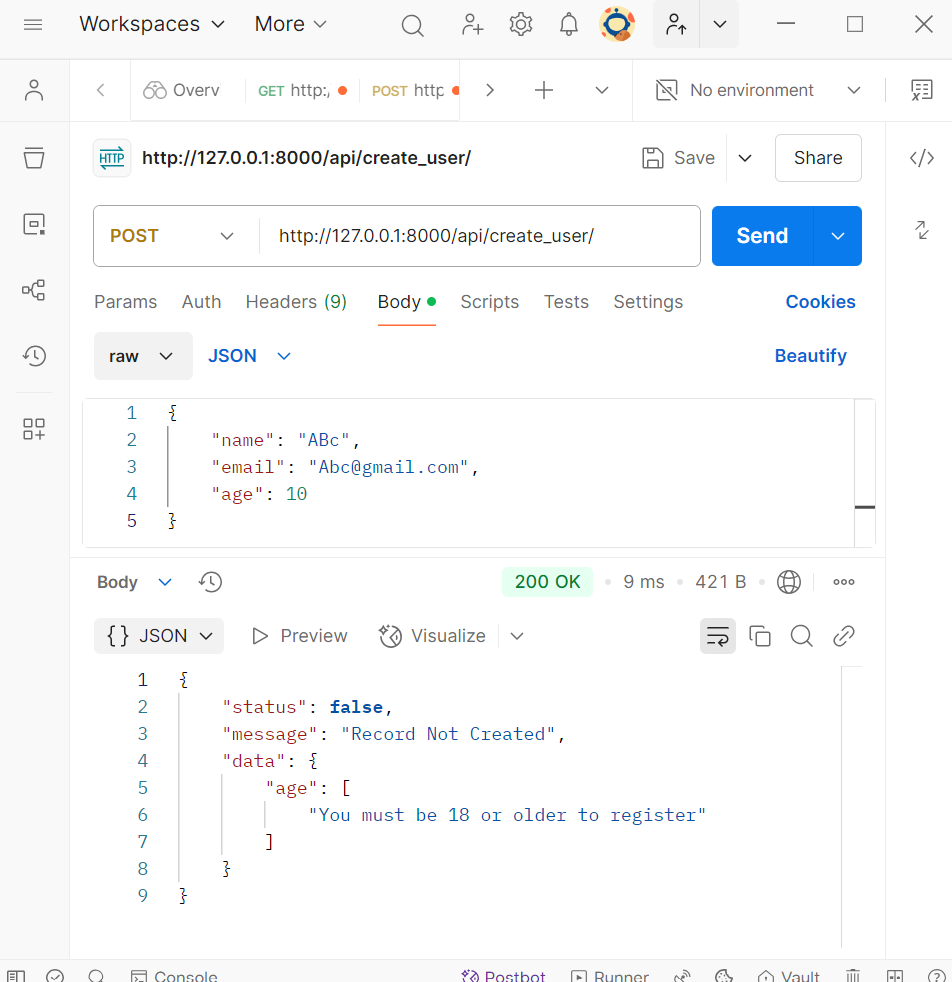 Workspaces More
Overv GET http:/ POST http No environment
HTTP http://127.0.0.1:8000/api/create_user/ Save Share
POST http://127.0.0.1:8000/api/create_user/ Send
Params Auth Headers (9) Body Scripts Tests Settings Cookies
raw JSON Beautify
1 {
2 "name": "ABc",
3 "email": "Abc@gmail.com",
4 "age": 10
5 }
Body 200 OK 9 ms 421 B
{} JSON Preview Visualize
1 {
2 "status": false,
3 "message": "Record Not Created",
4 "data": {
5 "age": [
6 "You must be 18 or older to register"
7 ]
8 }
9 }
Console Postbot Runner Vault